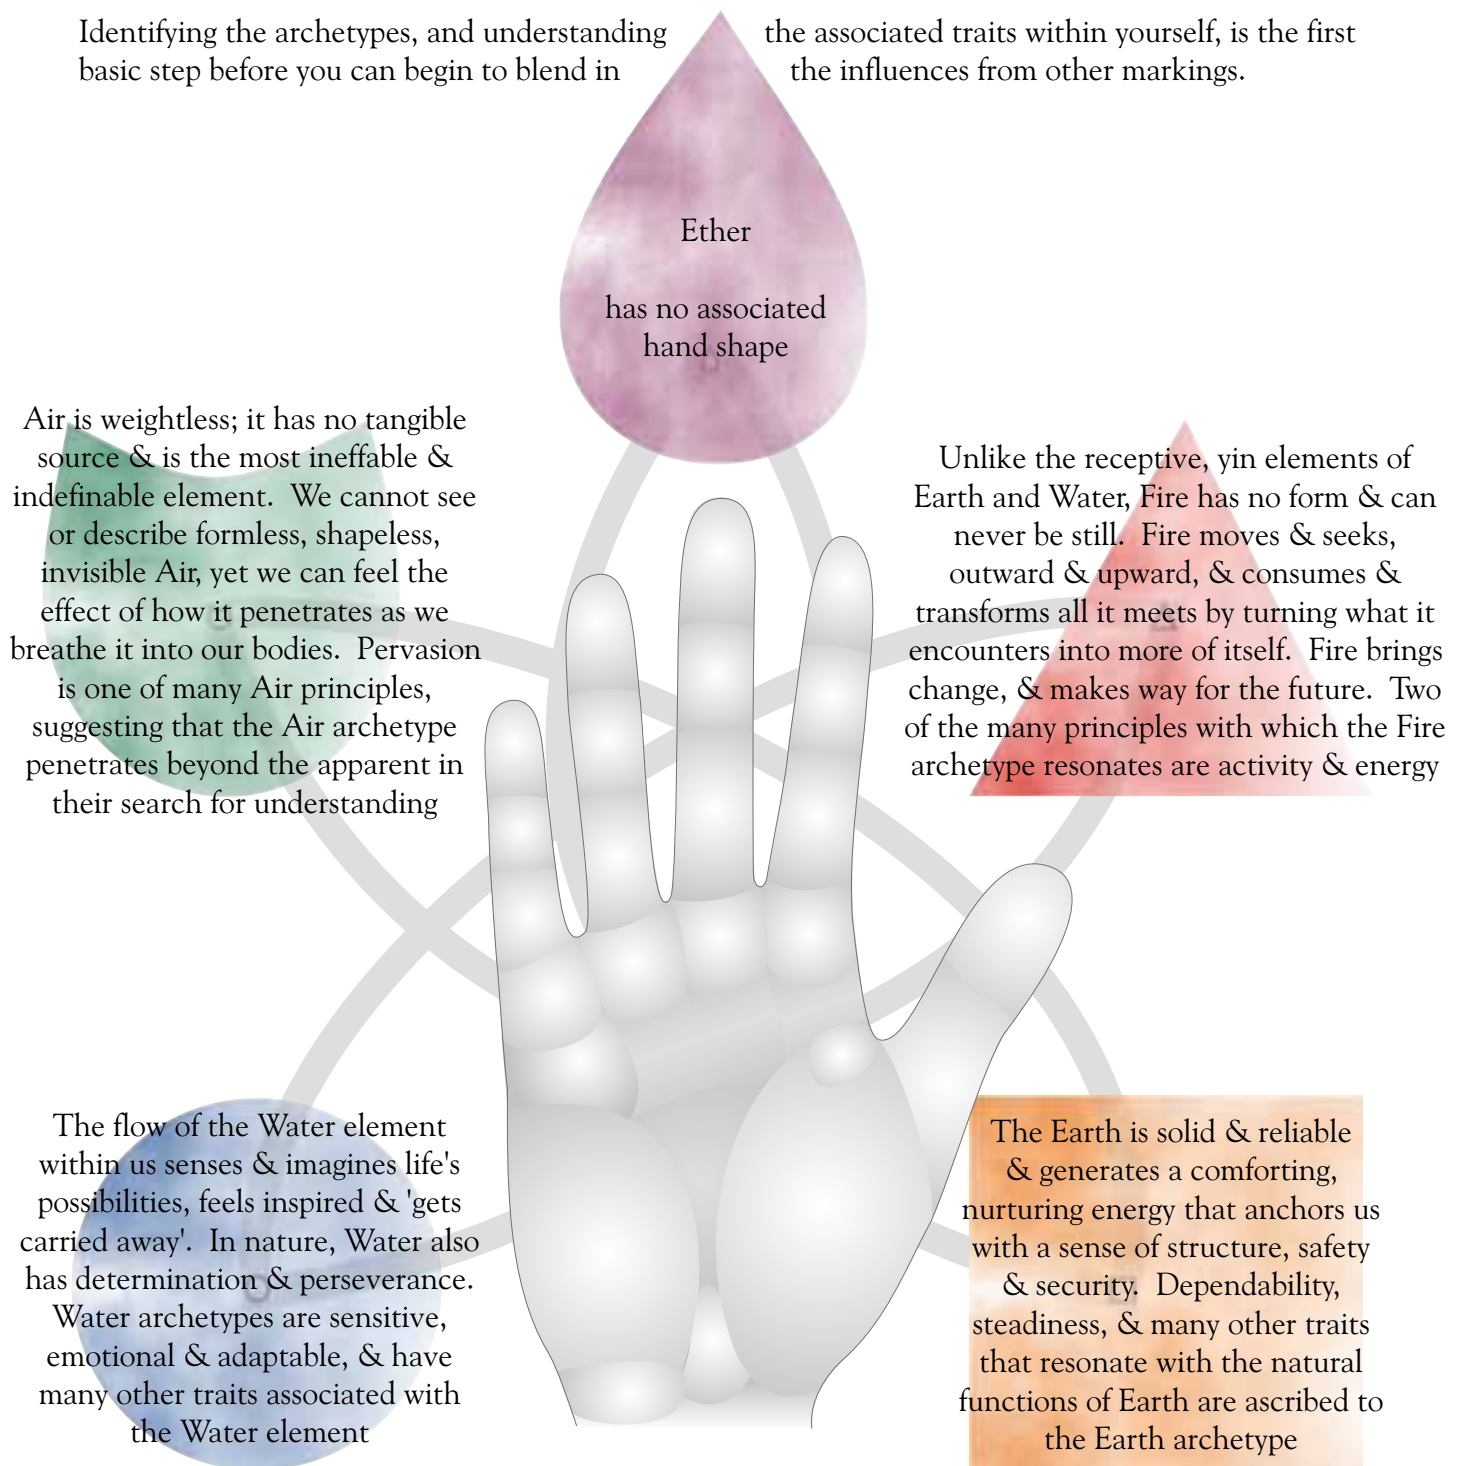 Identifying the archetypes, and understanding the associated traits within yourself, is the first
basic step before you can begin to blend in the influences from other markings.
Ether
has no associated
hand shape
Air is weightless; it has no tangible
source & is the most ineffable &
indefinable element. We cannot see
or describe formless, shapeless,
invisible Air, yet we can feel the
effect of how it penetrates as we
breathe it into our bodies. Pervasion
is one of many Air principles,
suggesting that the Air archetype
penetrates beyond the apparent in
their search for understanding
Unlike the receptive, yin elements of
Earth and Water, Fire has no form & can
never be still. Fire moves & seeks,
outward & upward, & consumes &
transforms all it meets by turning what it
encounters into more of itself. Fire brings
change, & makes way for the future. Two
of the many principles with which the Fire
archetype resonates are activity & energy
The flow of the Water element
within us senses & imagines life's
possibilities, feels inspired & 'gets
carried away'. In nature, Water also
has determination & perseverance.
Water archetypes are sensitive,
emotional & adaptable, & have
many other traits associated with
the Water element
The Earth is solid & reliable
& generates a comforting,
nurturing energy that anchors us
with a sense of structure, safety
& security. Dependability,
steadiness, & many other traits
that resonate with the natural
functions of Earth are ascribed to
the Earth archetype